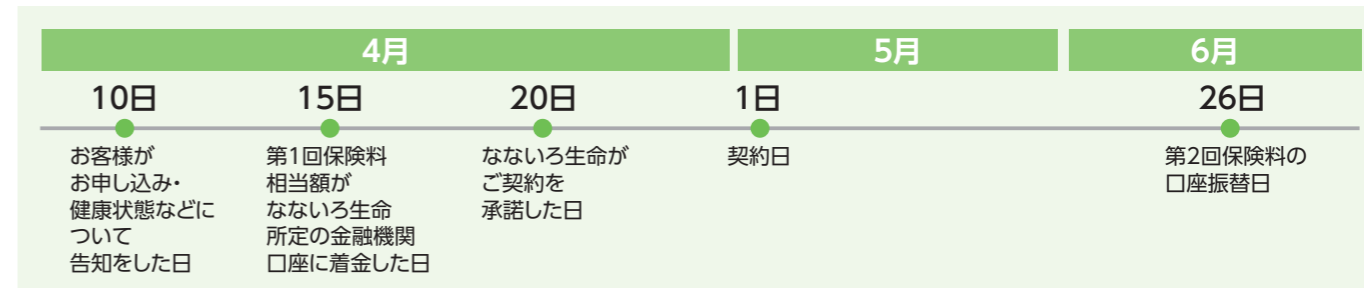 4月
5月
6月
10日
15日
20日
1日
26日
お客様が
お申し込み・
健康状態などに
ついて
告知をした日
第1回保険料
相当額が
なないろ生命
所定の金融機関
口座に着金した日
なないろ生命が
ご契約を
承諾した日
契約日
第2回保険料の
口座振替日